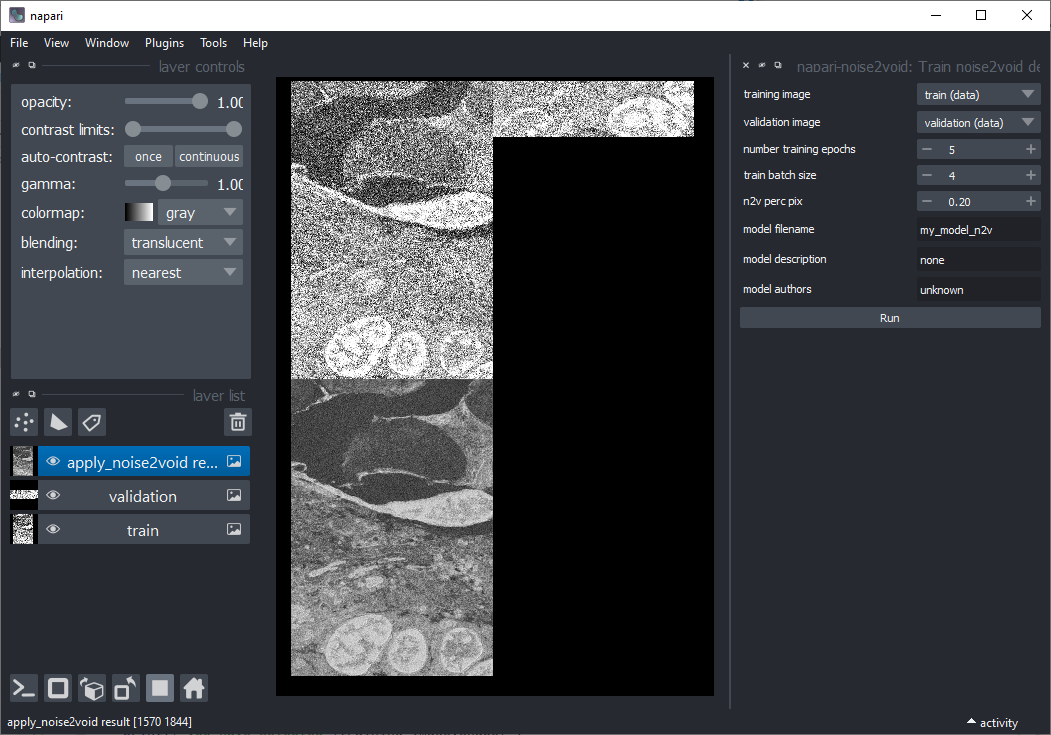 napari
File View Window Plugins Tools Help
layer controls
opacity: 1.00
contrast limits:
auto-contrast: once continuous
gamma: 1.00
colormap: gray
blending: translucent
interpolation: nearest
layer list
apply_noise2void re...
validation
train
napari-noise2void: Train noise2void de
training image train (data)
validation image validation (data)
number training epochs 5
train batch size 4
n2v perc pix 0.20
model filename my_model_n2v
model description none
model authors unknown
Run
apply_noise2void result [1570 1844]
activity